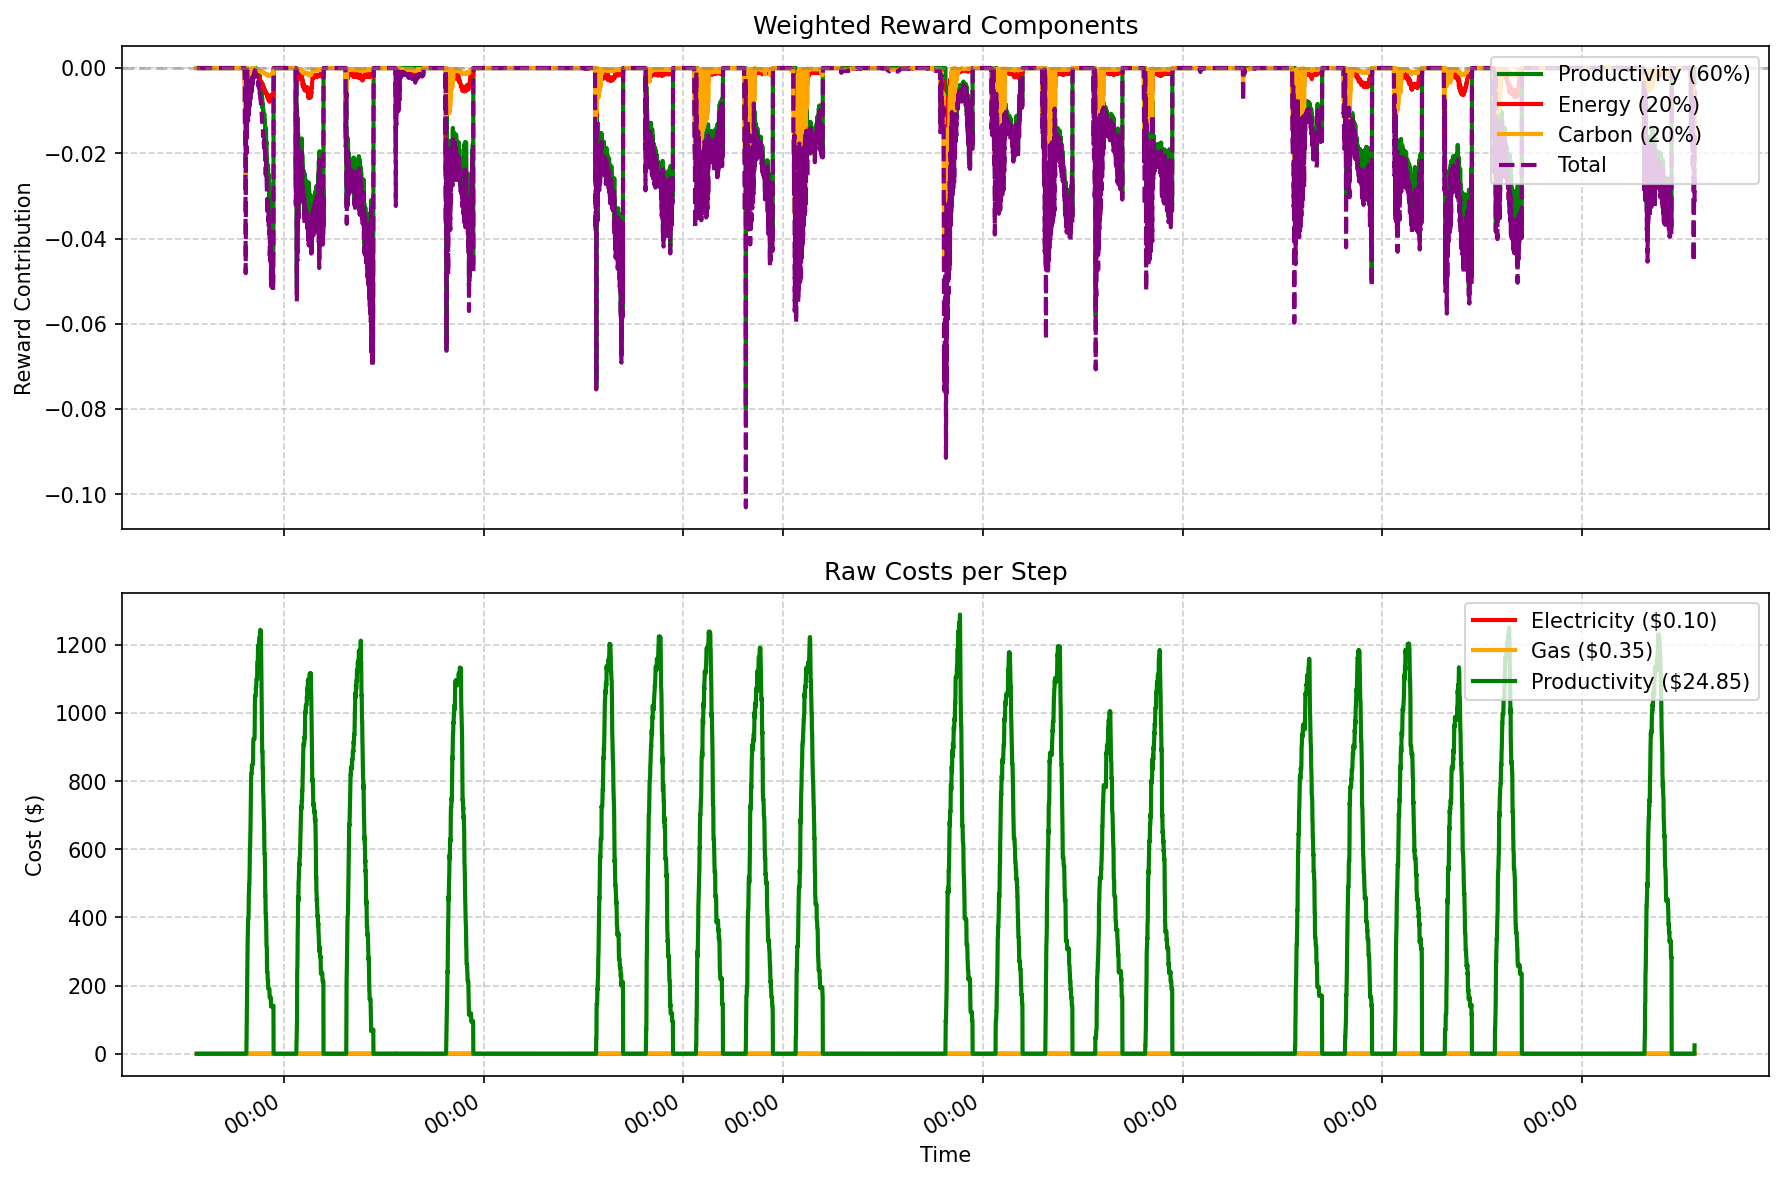 Weighted Reward Components
0.00
−0.02
−0.04
−0.06
−0.08
−0.10
Reward Contribution
Productivity (60%)
Energy (20%)
Carbon (20%)
Total
Raw Costs per Step
1200
1000
800
600
400
200
0
Cost ($)
Electricity ($0.10)
Gas ($0.35)
Productivity ($24.85)
00:00
00:00
00:00
00:00
00:00
00:00
00:00
00:00
Time